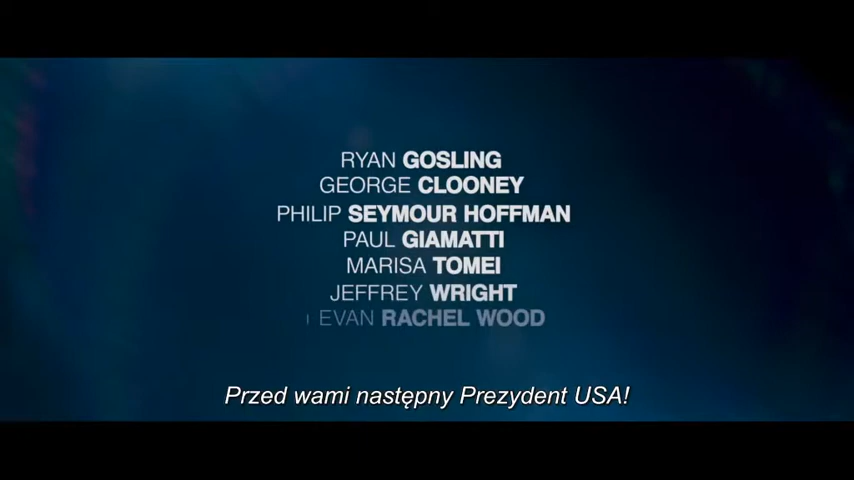 RYAN GOSLING
GEORGE CLOONEY
PHILIP SEYMOUR HOFFMAN
PAUL GIAMATTI
MARISA TOMEI
JEFFREY WRIGHT
EVAN RACHEL WOOD
Przed wami następny Prezydent USA!